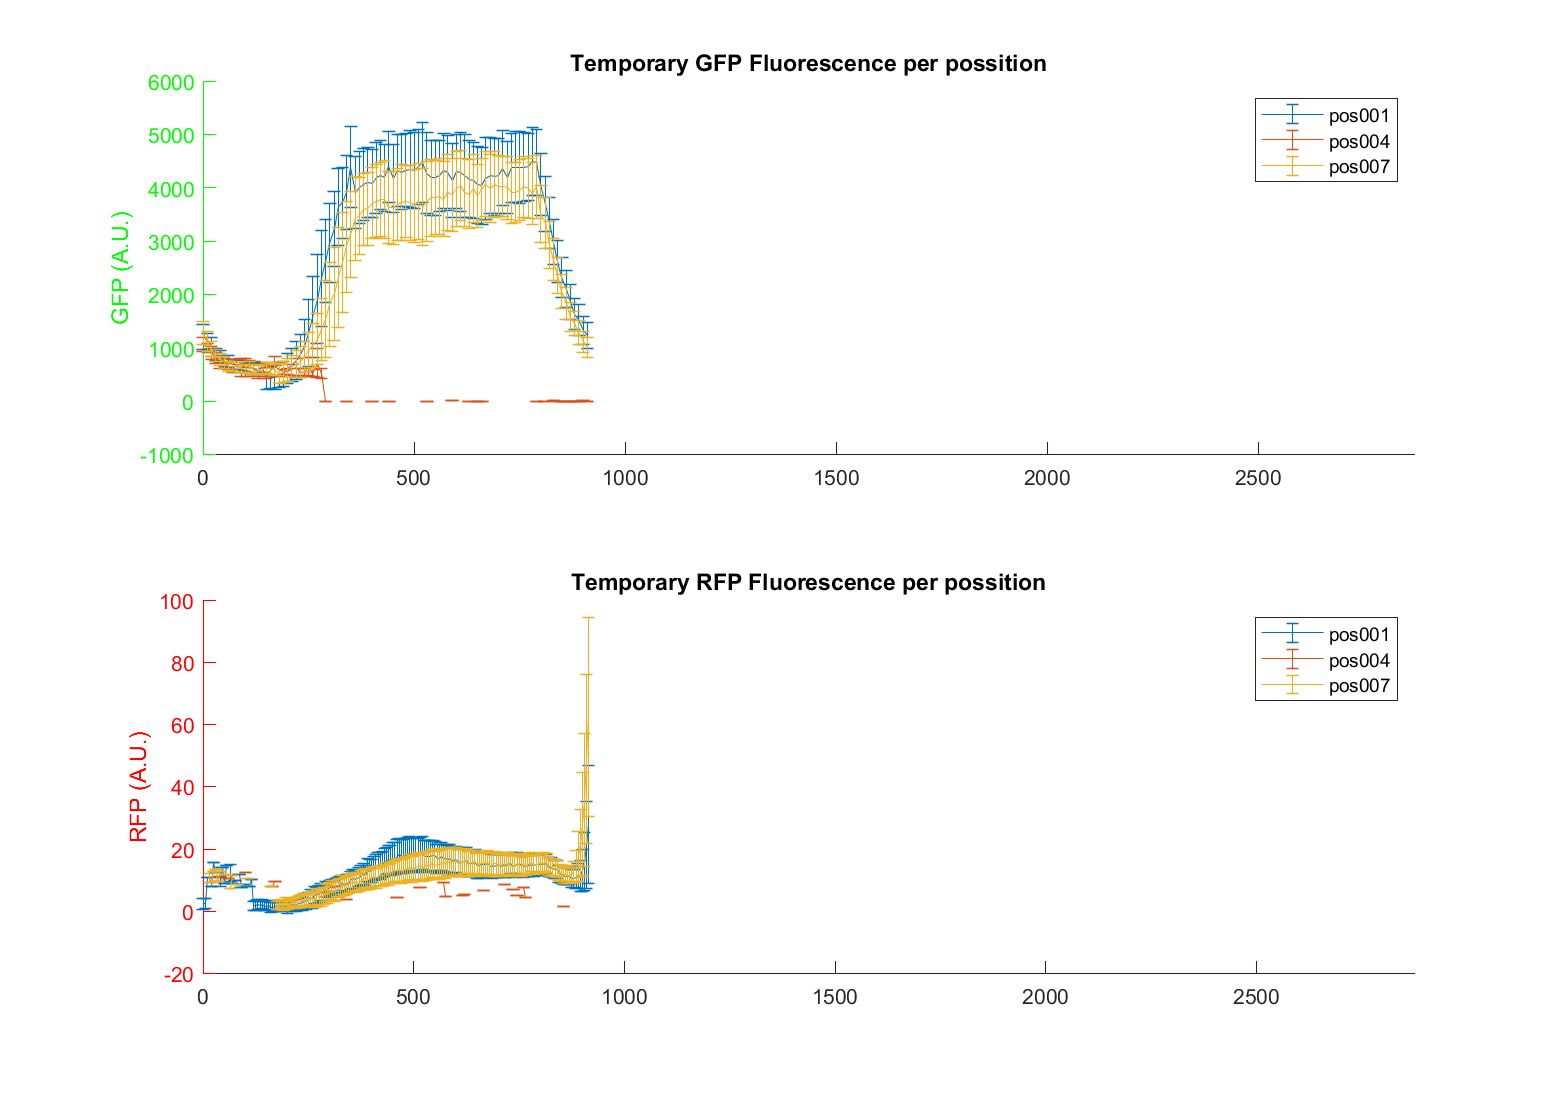 Temporary GFP Fluorescence per possition
6000
5000
4000
3000
2000
1000
0
-1000
GFP (A.U.)
0 500 1000 1500 2000 2500
pos001
pos004
pos007
Temporary RFP Fluorescence per possition
100
80
60
40
20
0
-20
RFP (A.U.)
0 500 1000 1500 2000 2500
pos001
pos004
pos007